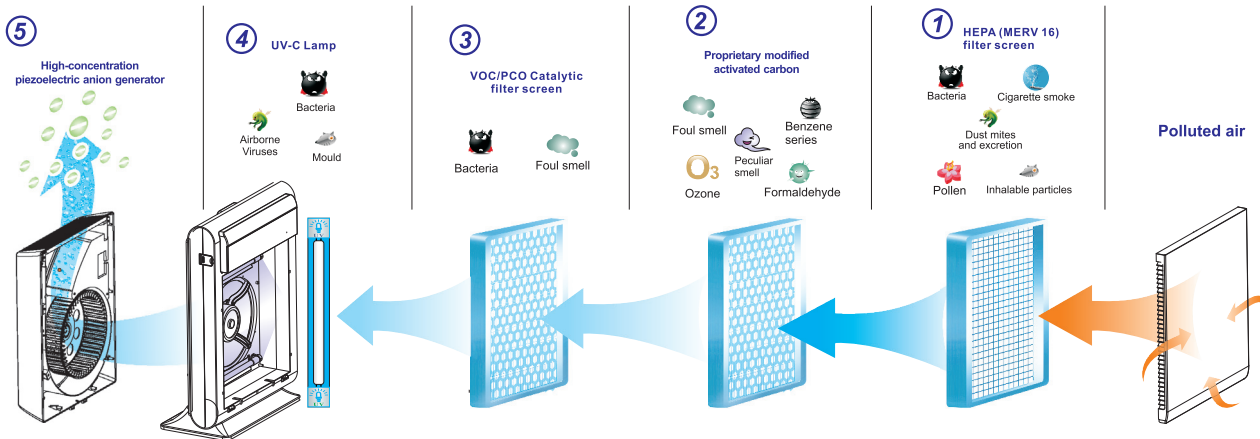 5
High-concentration
piezoelectric anion generator
4
UV-C Lamp
Bacteria
Airborne
Viruses
Mould
3
VOC/PCO Catalytic
filter screen
Bacteria
Foul smell
2
Proprietary modified
activated carbon
Foul smell
Benzene
series
Peculiar
smell
O3
Ozone
Formaldehyde
1
HEPA (MERV 16)
filter screen
Bacteria
Cigarette smoke
Dust mites
and excretion
Pollen
Inhalable particles
Polluted air